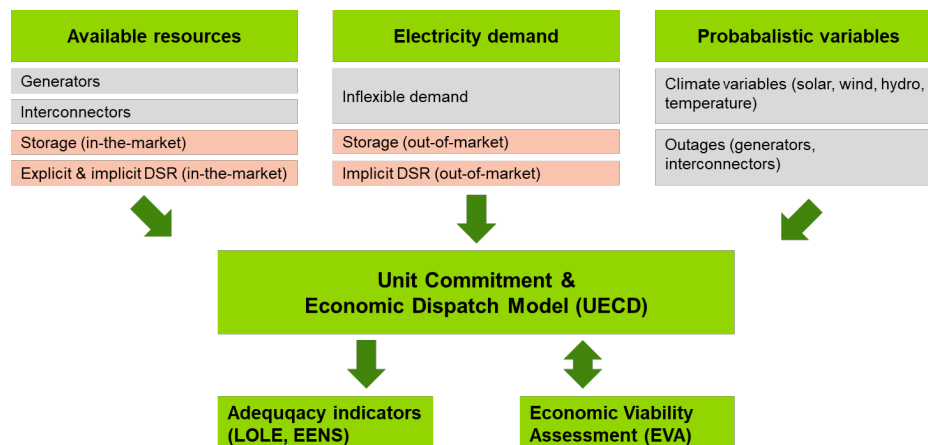 Available resources
Generators
Interconnectors
Storage (in-the-market)
Explicit & implicit DSR (in-the-market)
Electricity demand
Inflexible demand
Storage (out-of-market)
Implicit DSR (out-of-market)
Probabalistic variables
Climate variables (solar, wind, hydro,
temperature)
Outages (generators,
interconnectors)
Unit Commitment &
Economic Dispatch Model (UECD)
Adequqacy indicators
(LOLE, EENS)
Economic Viability
Assessment (EVA)